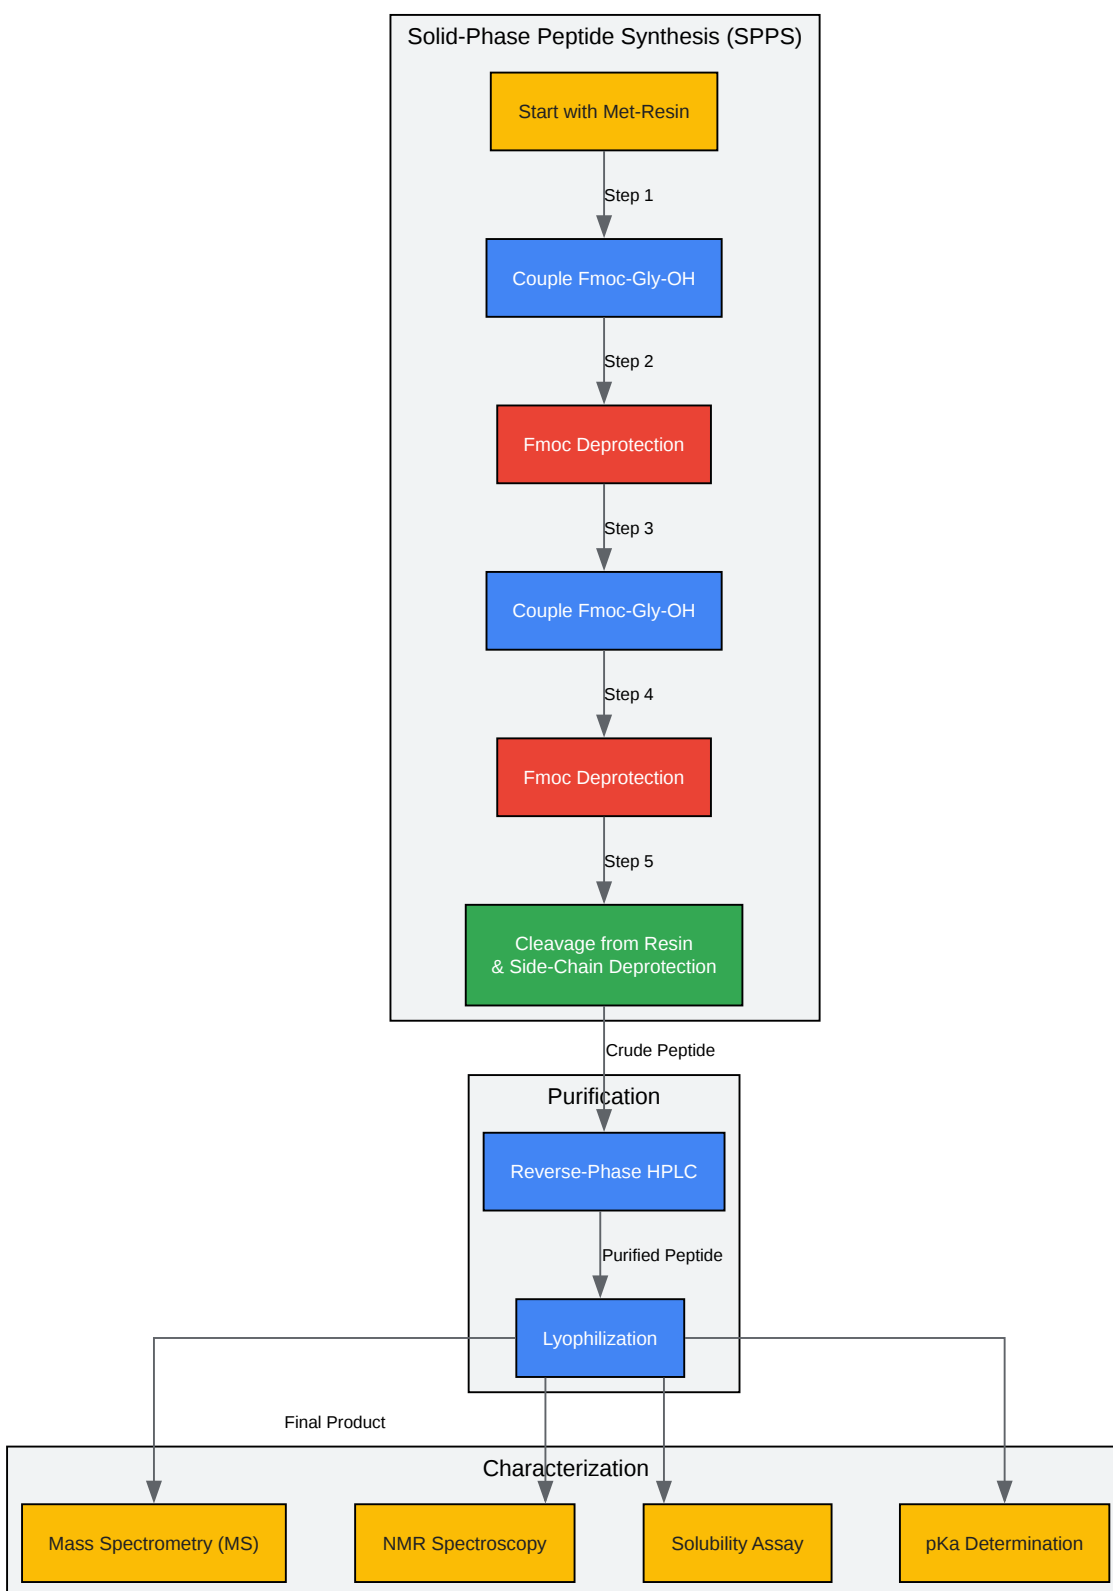 Solid-Phase Peptide Synthesis (SPPS)
Start with Met-Resin
Step 1
Couple Fmoc-Gly-OH
Step 2
Fmoc Deprotection
Step 3
Couple Fmoc-Gly-OH
Step 4
Fmoc Deprotection
Step 5
Cleavage from Resin
& Side-Chain Deprotection
Crude Peptide
Purification
Reverse-Phase HPLC
Purified Peptide
Lyophilization
Final Product
Characterization
Mass Spectrometry (MS)
NMR Spectroscopy
Solubility Assay
pKa Determination